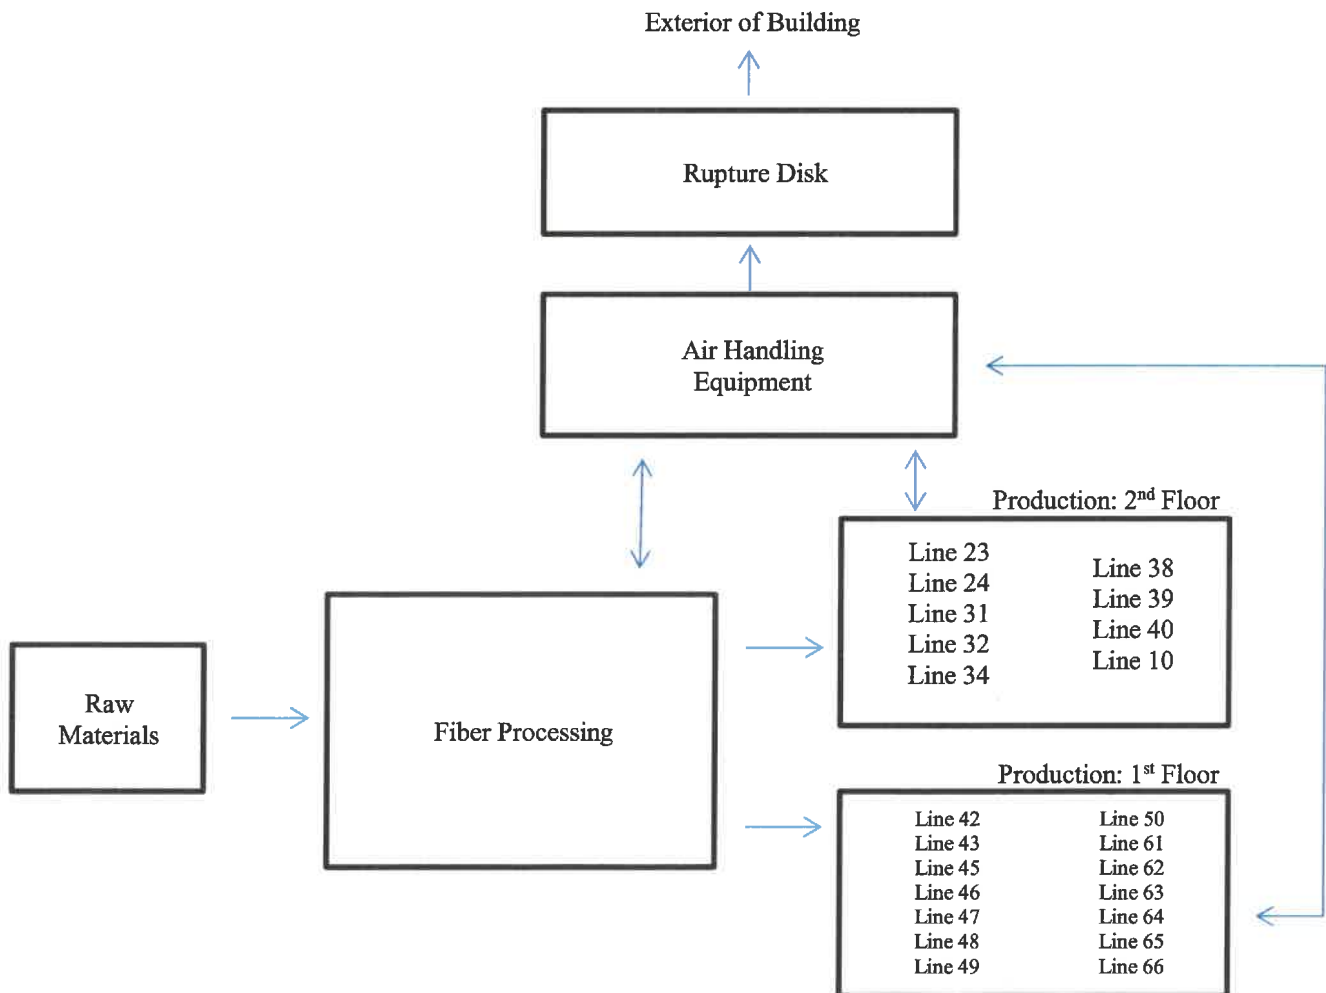 Exterior of Building
Rupture Disk
Air Handling
Equipment
Production: 2nd Floor
Line 23
Line 24
Line 31
Line 32
Line 34
Line 38
Line 39
Line 40
Line 10
Raw
Materials
Fiber Processing
Production: 1st Floor
Line 42
Line 43
Line 45
Line 46
Line 47
Line 48
Line 49
Line 50
Line 61
Line 62
Line 63
Line 64
Line 65
Line 66